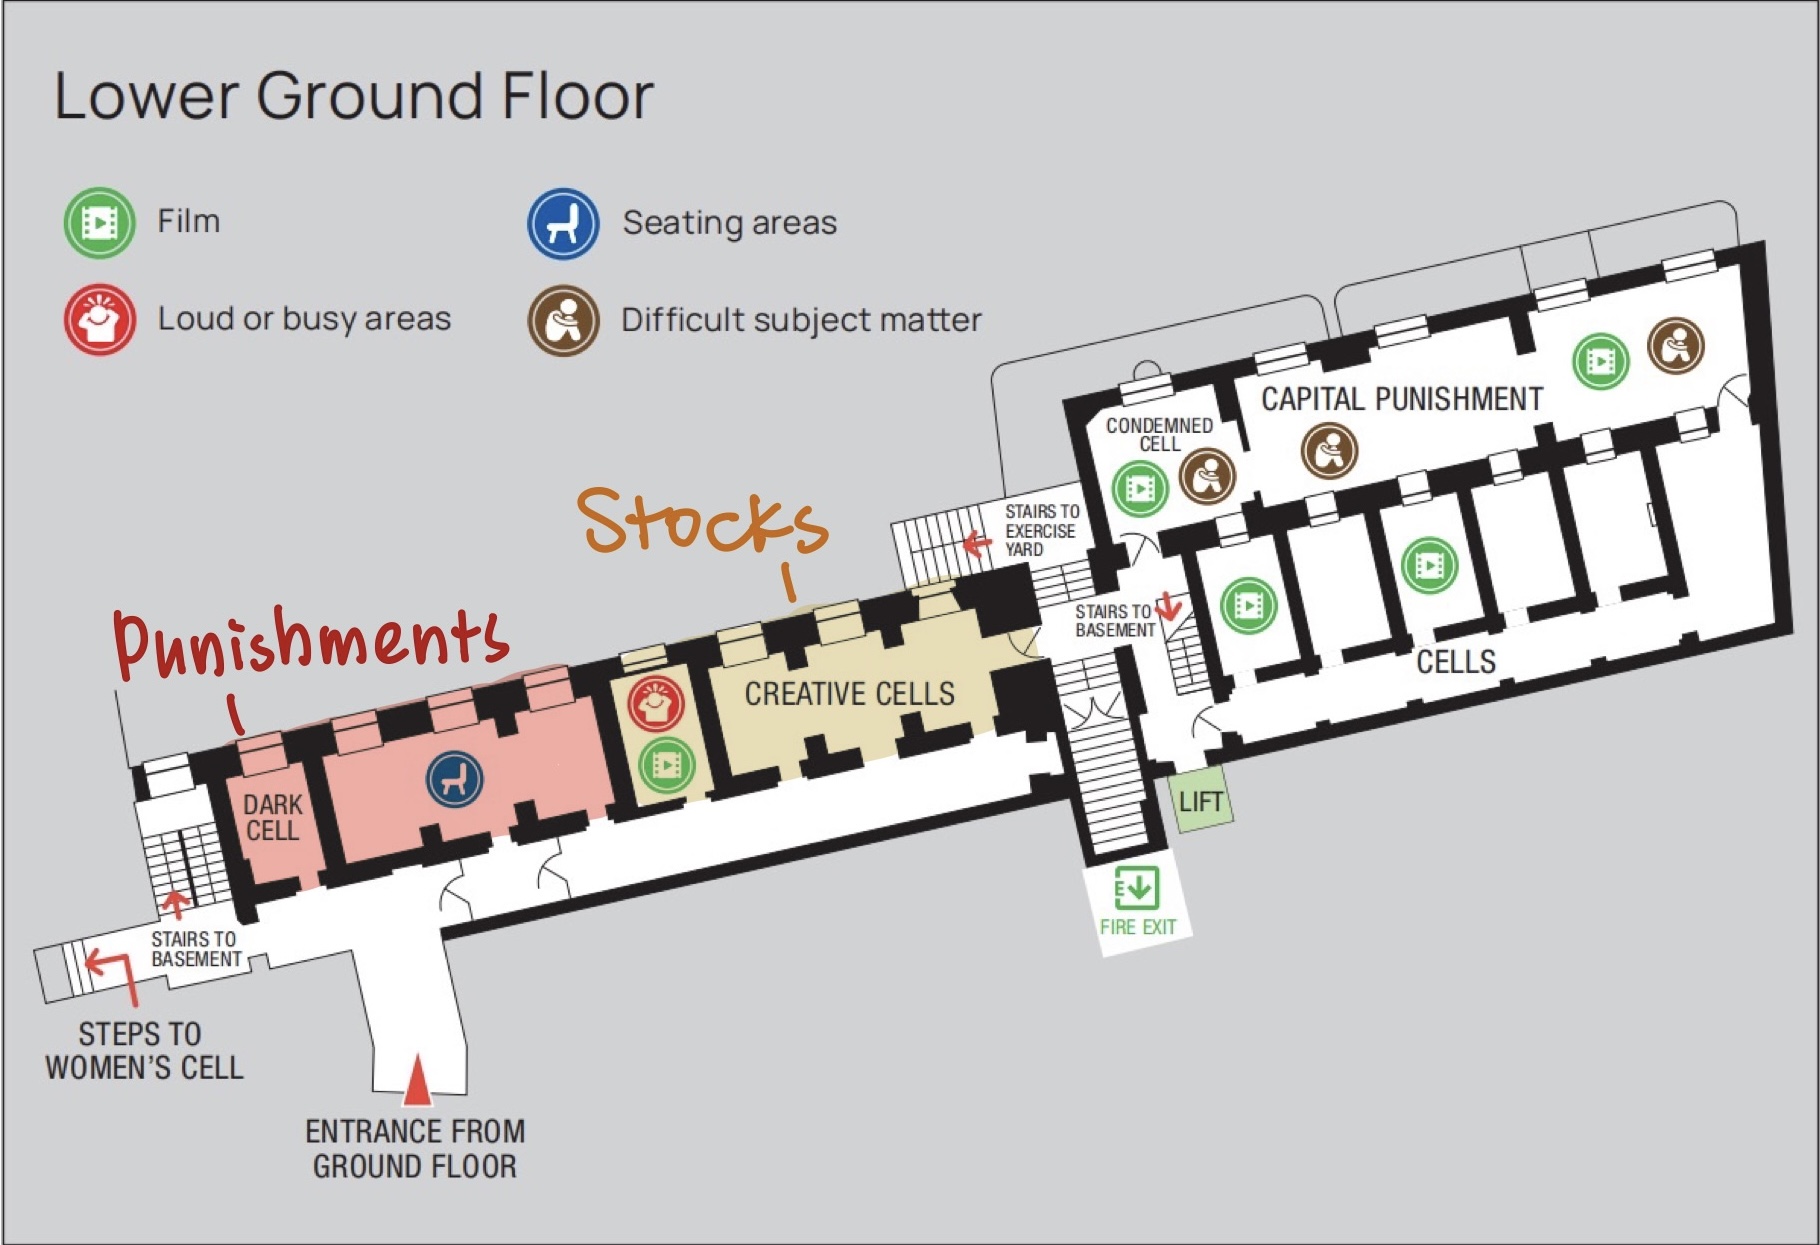 Lower Ground Floor
Film
Seating areas
Loud or busy areas
Difficult subject matter
CAPITAL PUNISHMENT
CONDEMNED
CELL
Stocks
STAIRS TO
EXERCISE
YARD
Punishments
STAIRS TO
BASEMENT
CELLS
CREATIVE CELLS
DARK
CELL
LIFT
E
FIRE EXIT
STAIRS TO
BASEMENT
STEPS TO
WOMEN'S CELL
ENTRANCE FROM
GROUND FLOOR